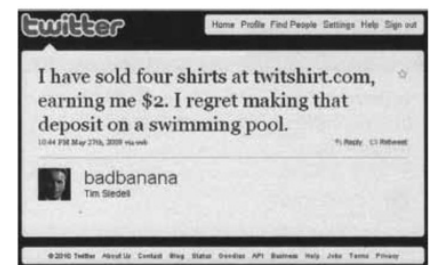 twitter
Home Profile Find People Settings Help Sign out
I have sold four shirts at twitshirt.com,
earning me $2. I regret making that
deposit on a swimming pool.
10:44 PM May 27th, 2009 via web
Reply Retweet
badbanana
Tim Siedell
© 2010 Twitter About Us Contact Blog Status Goodies API Business Help Jobs Terms Privacy